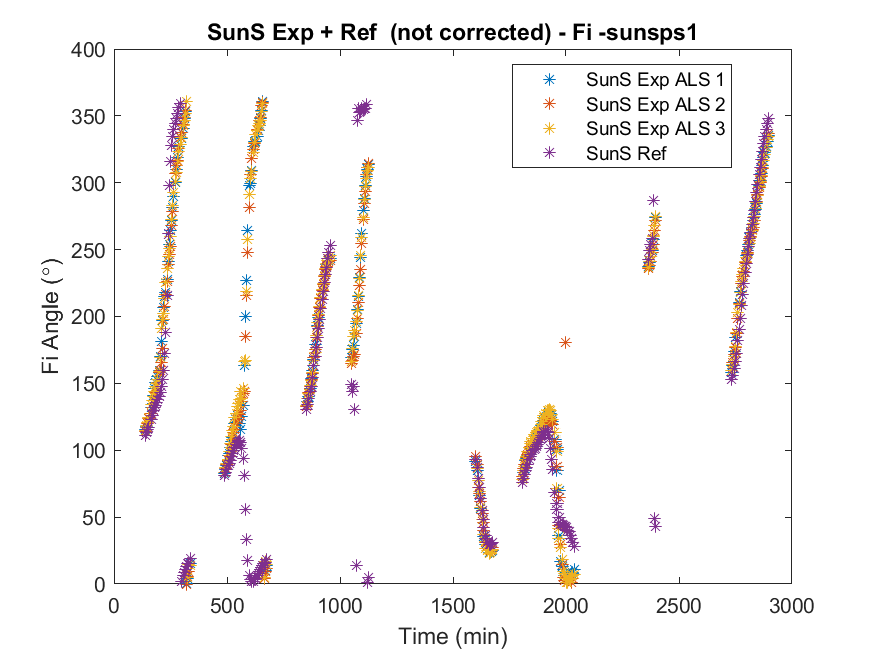 SunS Exp + Ref  (not corrected) - Fi -sunsps1
400
350
300
250
200
150
100
50
0
Fi Angle (°)
SunS Exp ALS 1
SunS Exp ALS 2
SunS Exp ALS 3
SunS Ref
0 500 1000 1500 2000 2500 3000
Time (min)